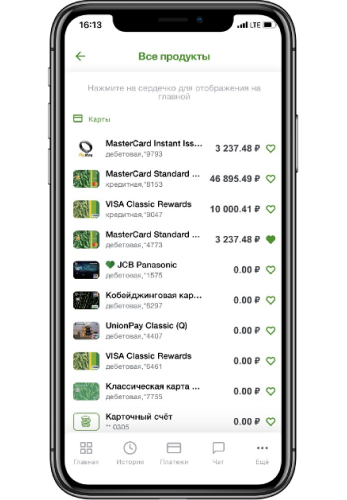 16:13
LTE
Все продукты
Нажмите на сердечко для отображения на
главной
Карты
MasterCard Instant Iss...
3 237.48 ₽
дебетовая,*9793
MasterCard Standard ...
46 895.49 ₽
кредитная,*8153
VISA Classic Rewards
10 000.41 ₽
кредитная,*9047
MasterCard Standard ...
3 237.48 ₽
дебетовая,*4773
JCB Panasonic
0.00 ₽
дебетовая,*1575
Кобейджинговая кар...
0.00 ₽
дебетовая,*6297
UnionPay Classic (Q)
0.00 ₽
дебетовая,*4407
VISA Classic Rewards
0.00 ₽
дебетовая,*6461
Классическая карта ...
0.00 ₽
дебетовая,*7755
Карточный счёт
0.00 ₽
** 0305
Главная
История
Платежи
Чат
Ещё